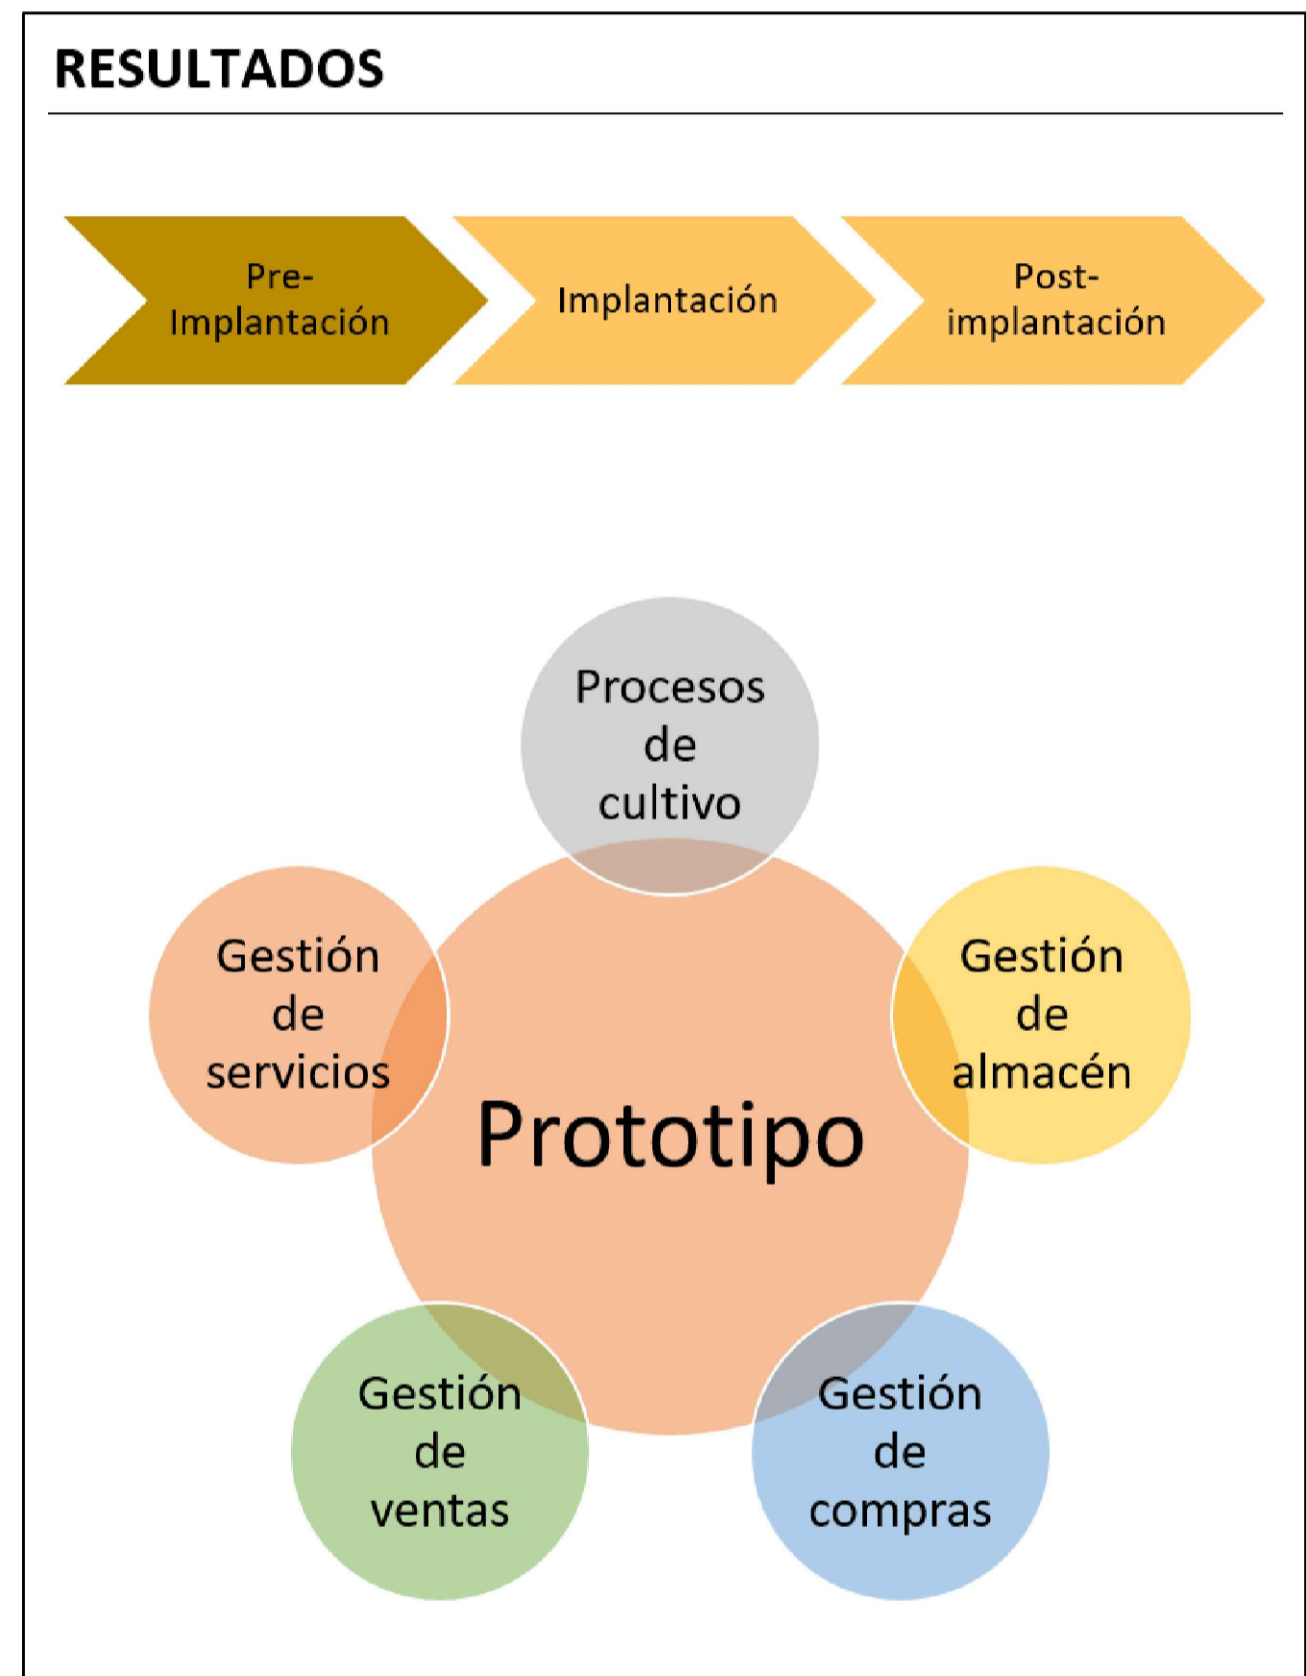 RESULTADOS
Pre-
Implantación
Implantación
Post-
implantación
Procesos
de
cultivo
Gestión
de
servicios
Gestión
de
almacén
Prototipo
Gestión
de
ventas
Gestión
de
compras